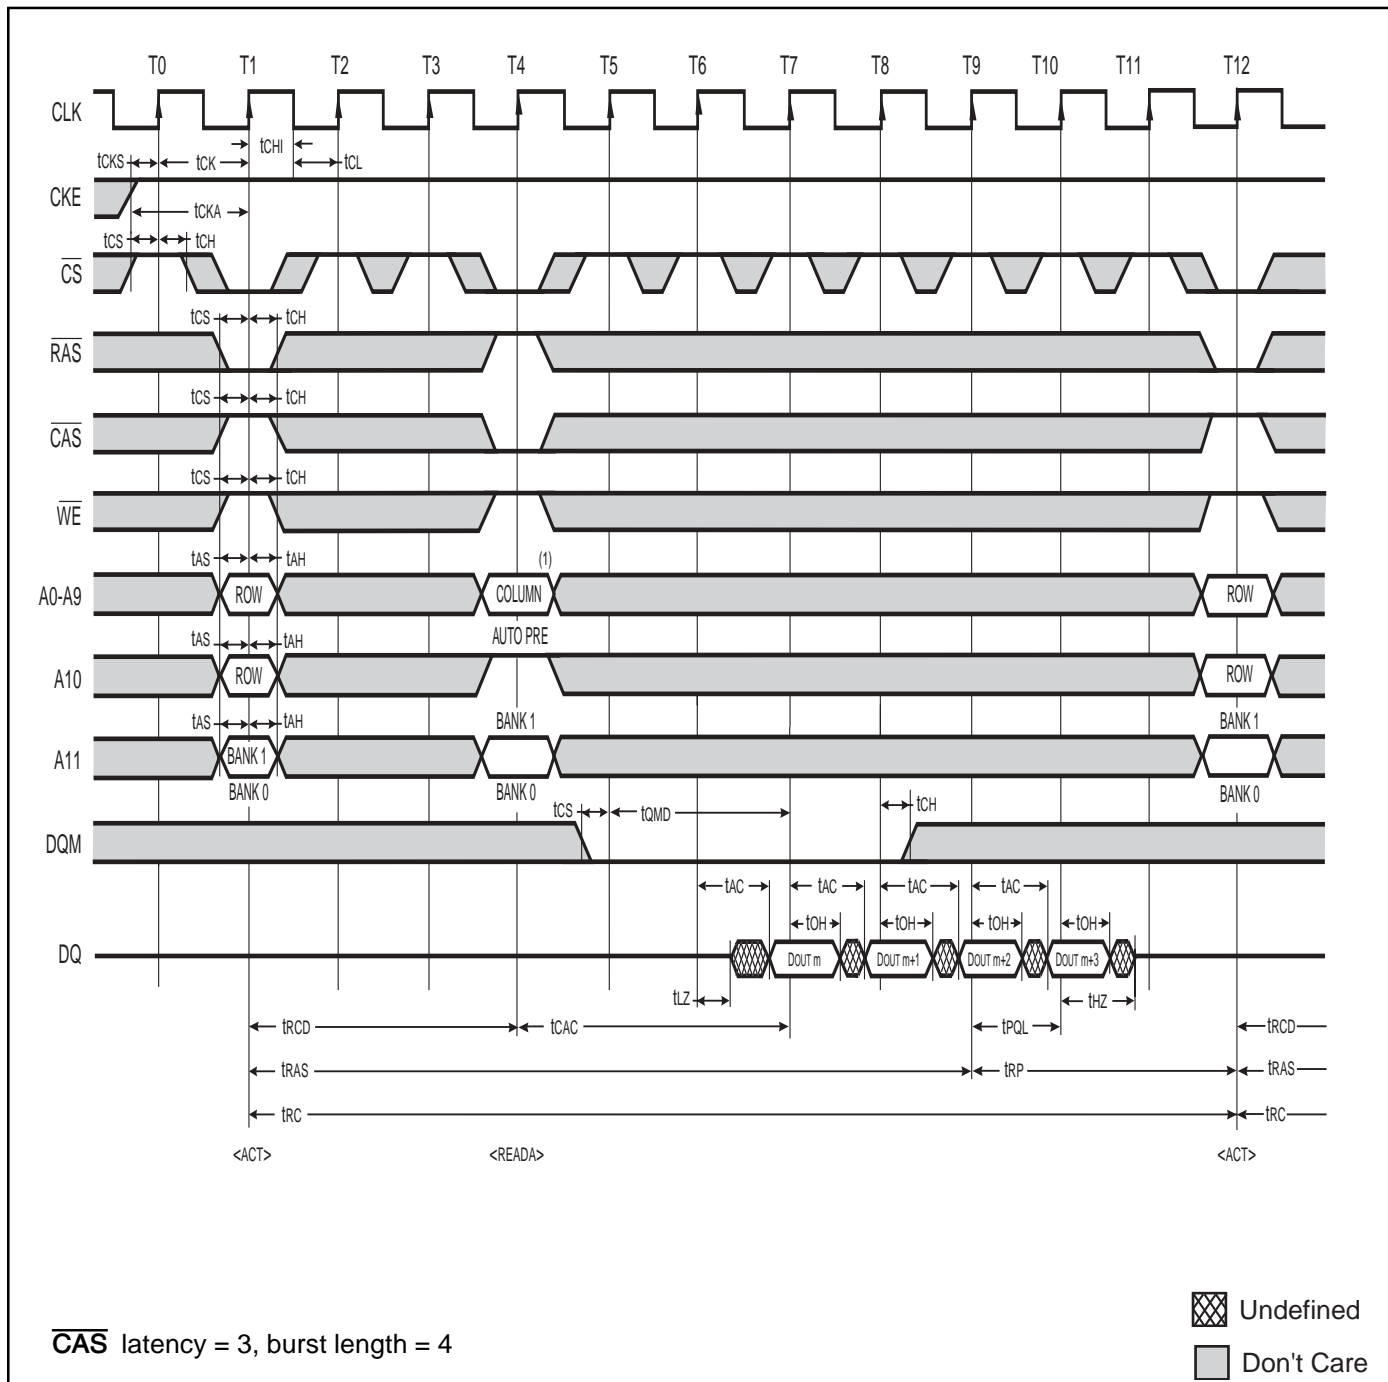 T0 T1 T2 T3 T4 T5 T6 T7 T8 T9 T10 T11 T12
CLK
tCHI
tCKS tCK tCL
CKE
tCKA
tCS tCH
CS
tCS tCH
RAS
tCS tCH
CAS
tCS tCH
WE
tAS tAH (1)
A0-A9 ROW COLUMN ROW
tAS tAH AUTO PRE
A10 ROW ROW
tAS tAH BANK 1 BANK 1
A11 BANK 1
BANK 0 BANK 0 BANK 0
tCS tQMD tCH
DQM
tAC tAC tAC tAC
tOH tOH tOH tOH
DQ DOUT m DOUT m+1 DOUT m+2 DOUT m+3
tLZ tHZ
tRCD tCAC tPQL tRCD
tRAS tRP tRAS
tRC tRC
<ACT> <READA> <ACT>
Undefined
CAS latency = 3, burst length = 4
Don't Care